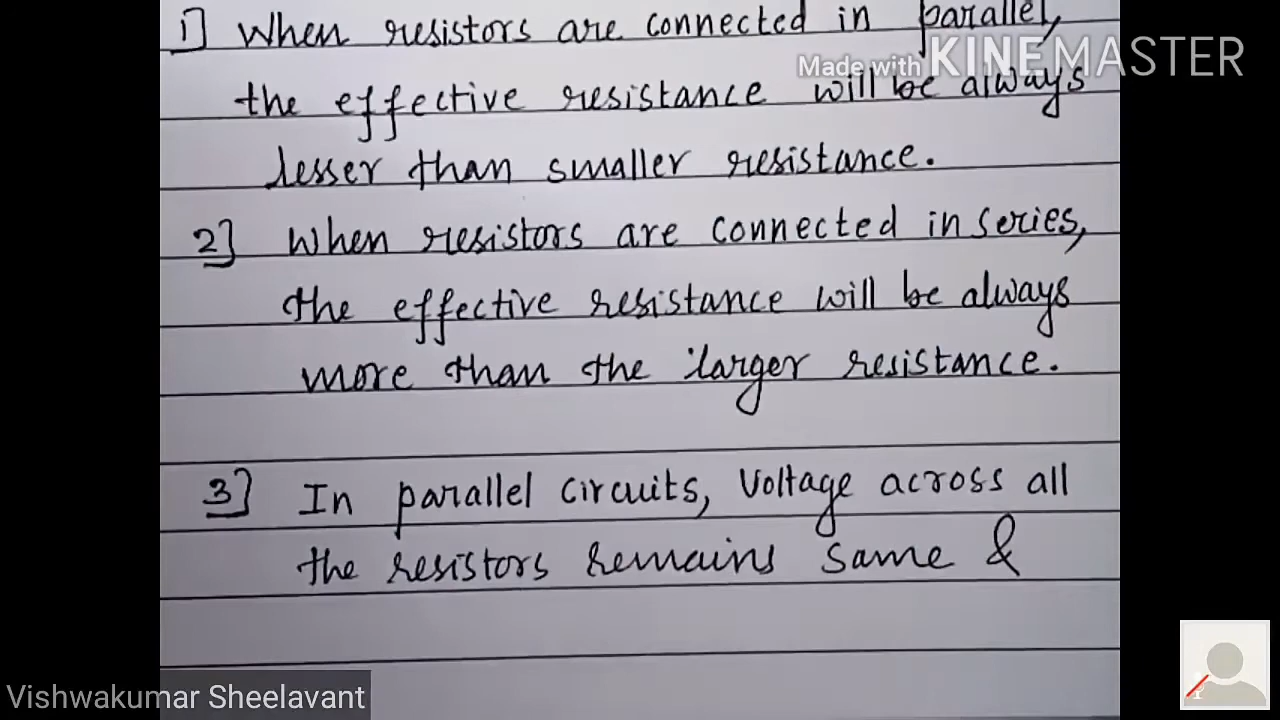 1] When resistors are connected in parallel,
Made with KINEMASTER
the effective resistance will be always
lesser than smaller resistance.
2] When resistors are connected in series,
the effective resistance will be always
more than the larger resistance.
3] In parallel circuits, Voltage across all
the resistors remains same &
Vishwakumar Sheelavant